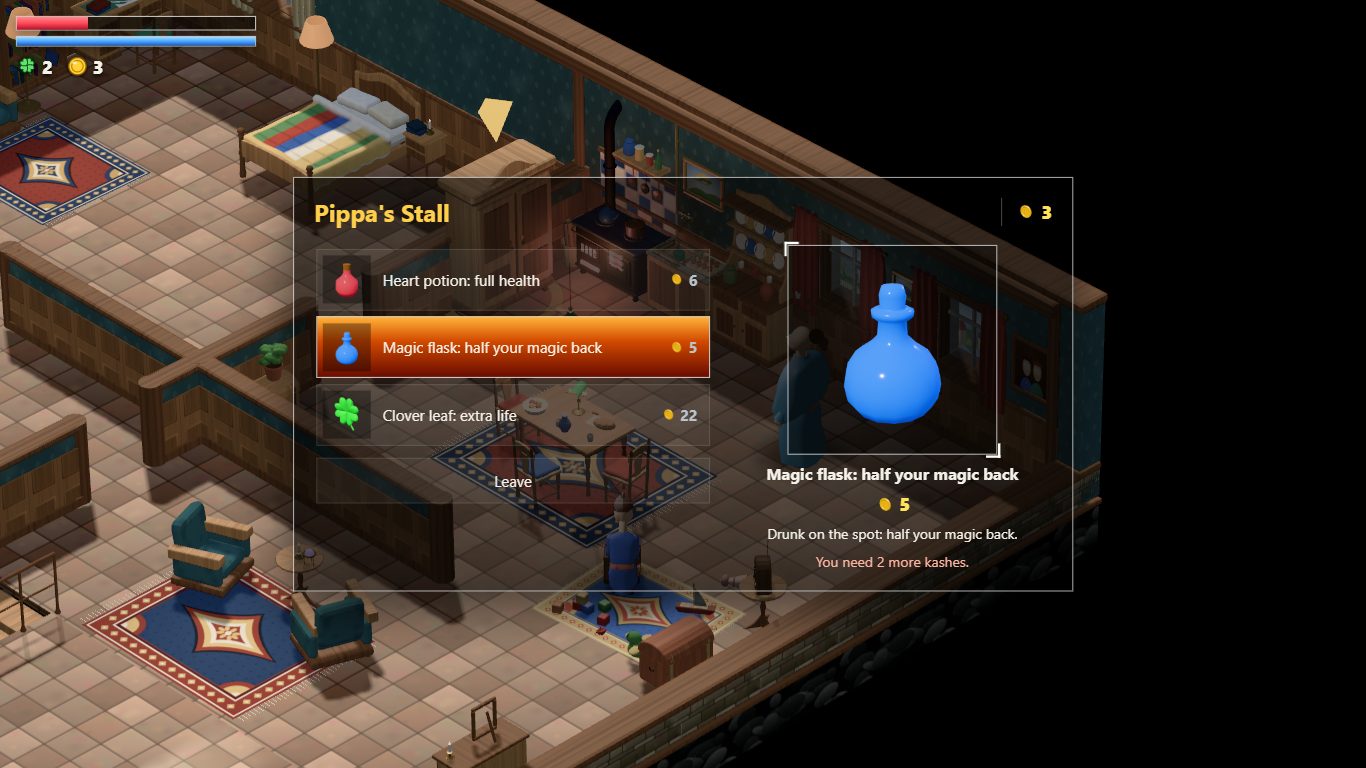 2 3
Pippa's Stall
3
Heart potion: full health 6
Magic flask: half your magic back 5
Clover leaf: extra life 22
Leave
Magic flask: half your magic back
5
Drunk on the spot: half your magic back.
You need 2 more kashes.